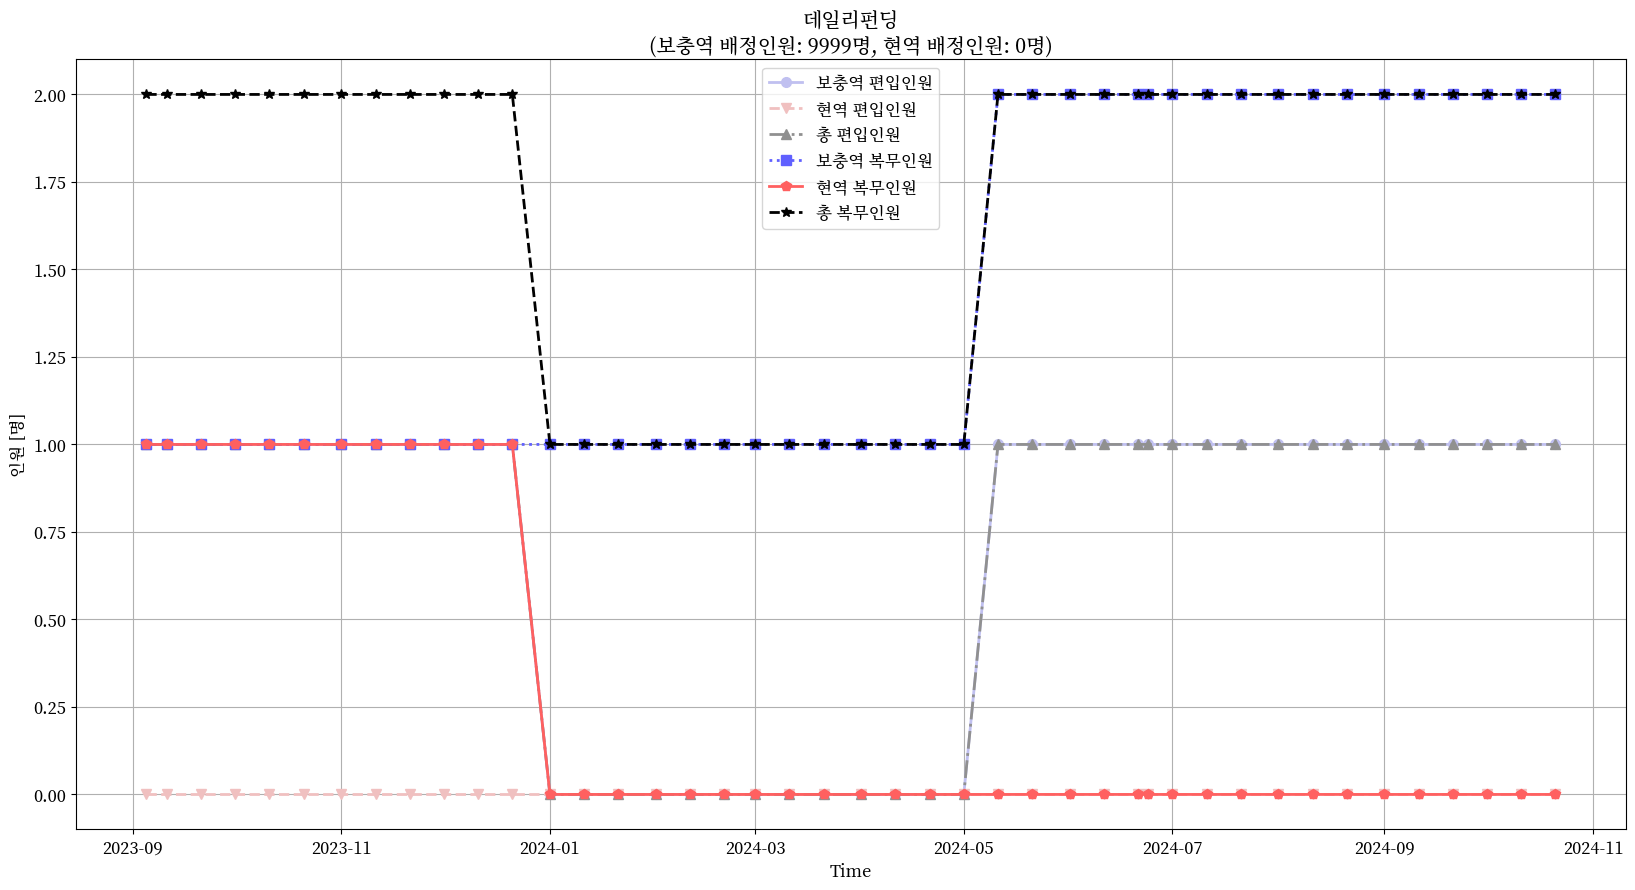 데일리펀딩
(보충역 배정인원: 9999명, 현역 배정인원: 0명)
보충역 편입인원
현역 편입인원
총 편입인원
보충역 복무인원
현역 복무인원
총 복무인원
인원 [명]
2.00
1.75
1.50
1.25
1.00
0.75
0.50
0.25
0.00
2023-09 2023-11 2024-01 2024-03 2024-05 2024-07 2024-09 2024-11
Time